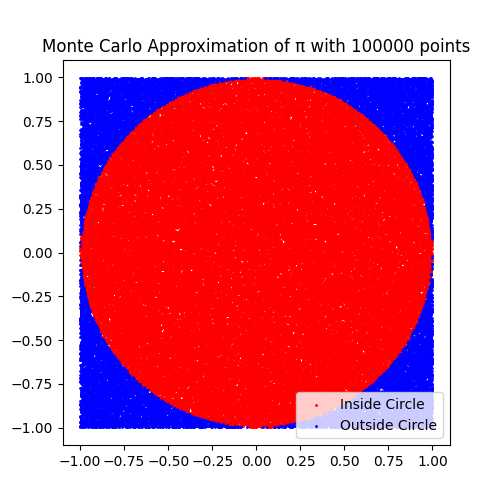 Monte Carlo Approximation of π with 100000 points
1.00
0.75
0.50
0.25
0.00
−0.25
−0.50
−0.75
−1.00
Inside Circle
Outside Circle
−1.00 −0.75 −0.50 −0.25 0.00 0.25 0.50 0.75 1.00